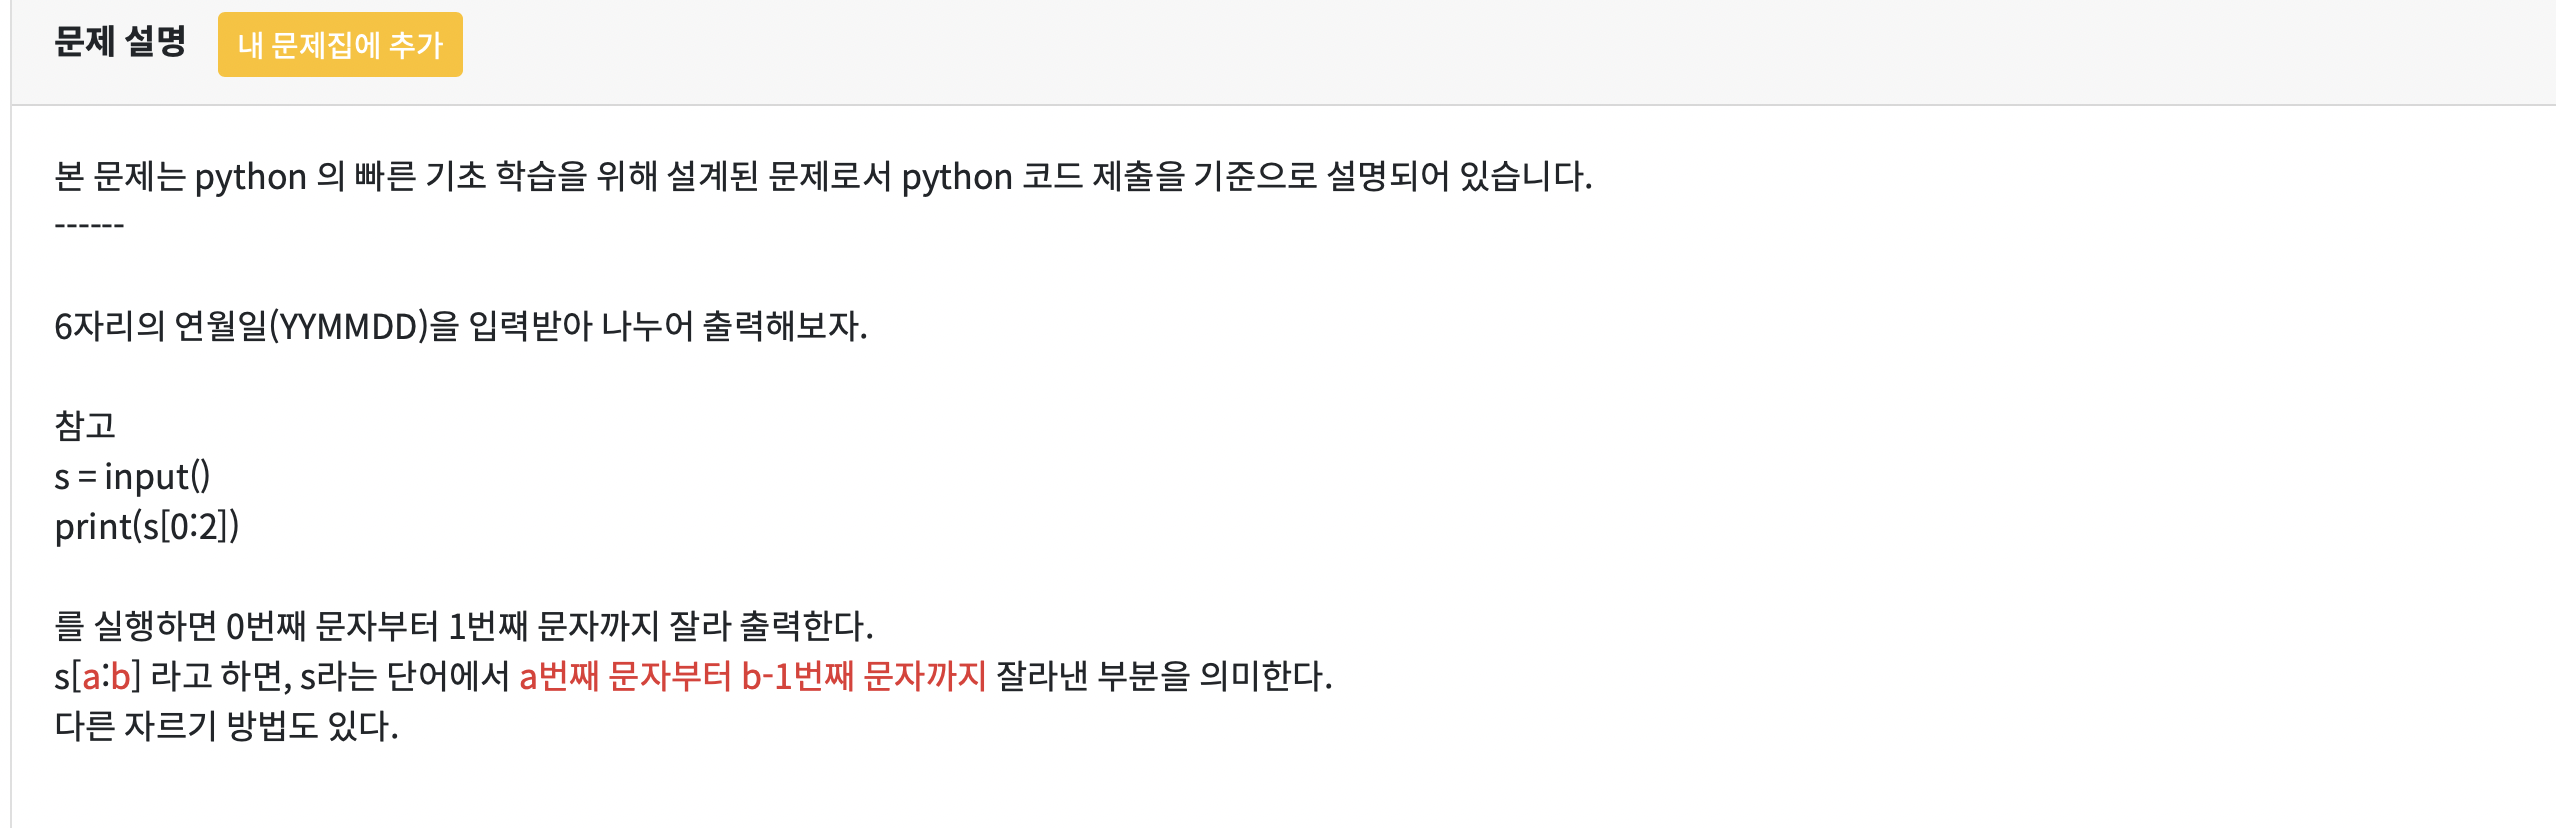 문제 설명
내 문제집에 추가
본 문제는 python 의 빠른 기초 학습을 위해 설계된 문제로서 python 코드 제출을 기준으로 설명되어 있습니다.
------
6자리의 연월일(YYMMDD)을 입력받아 나누어 출력해보자.
참고
s = input()
print(s[0:2])
를 실행하면 0번째 문자부터 1번째 문자까지 잘라 출력한다.
s[a:b] 라고 하면, s라는 단어에서 a번째 문자부터 b-1번째 문자까지 잘라낸 부분을 의미한다.
다른 자르기 방법도 있다.